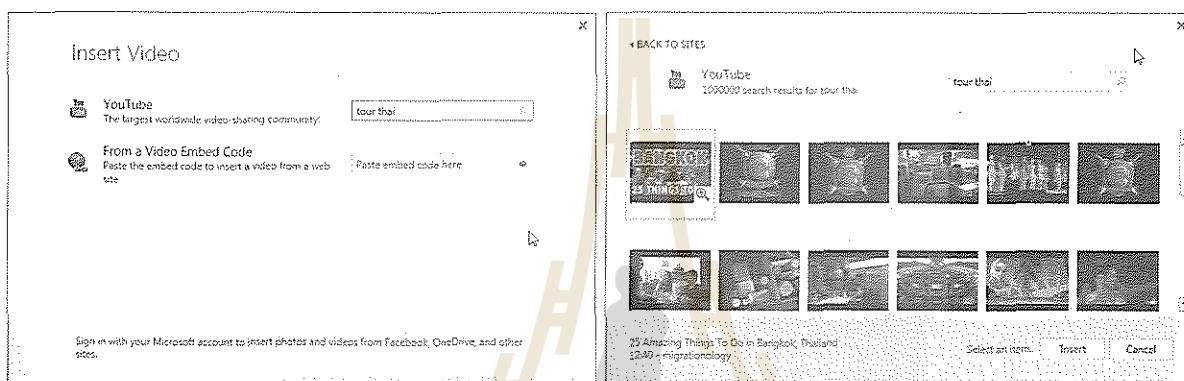 Insert Video
YouTube
The largest worldwide video-sharing community.
tour thai
From a Video Embed Code
Paste the embed code to insert a video from a web
site
Paste embed code here
Sign in with your Microsoft account to insert photos and videos from Facebook, OneDrive, and other
sites.
BACK TO SITES
YouTube
1000000 search results for tour thai
tour thai
BANGKOK
25 THINGS TO
25 Amazing Things To Do in Bangkok, Thailand
12:40 - migrationology
Select an item.
Insert
Cancel